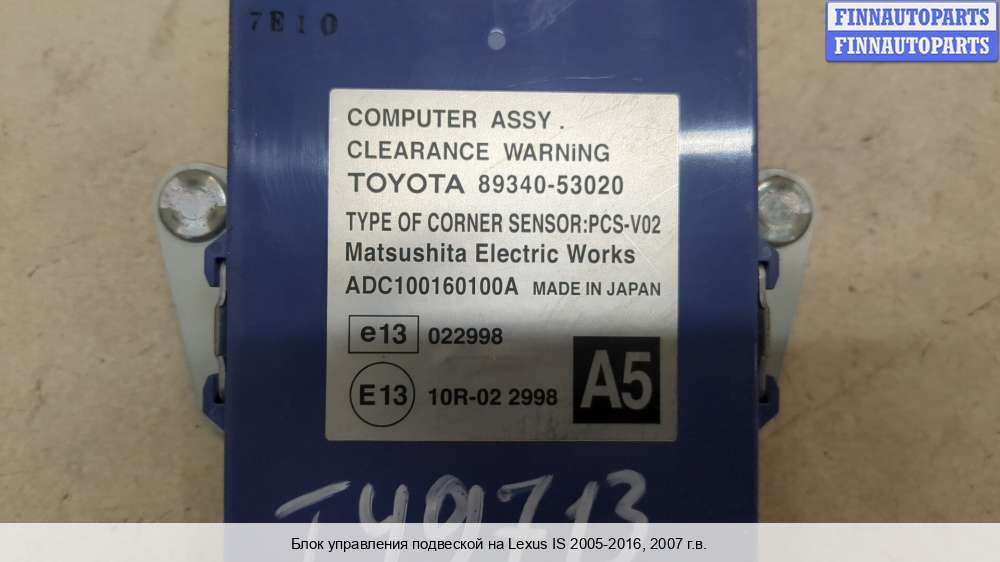 7E10
FINNAUTOPARTS
FINNAUTOPARTS
COMPUTER ASSY.
CLEARANCE WARNiNG
TOYOTA 89340-53020
TYPE OF CORNER SENSOR:PCS-V02
Matsushita Electric Works
ADC100160100A MADE IN JAPAN
e13 022998
E13 10R-02 2998
A5
TY91713
Блок управления подвеской на Lexus IS 2005-2016, 2007 г.в.